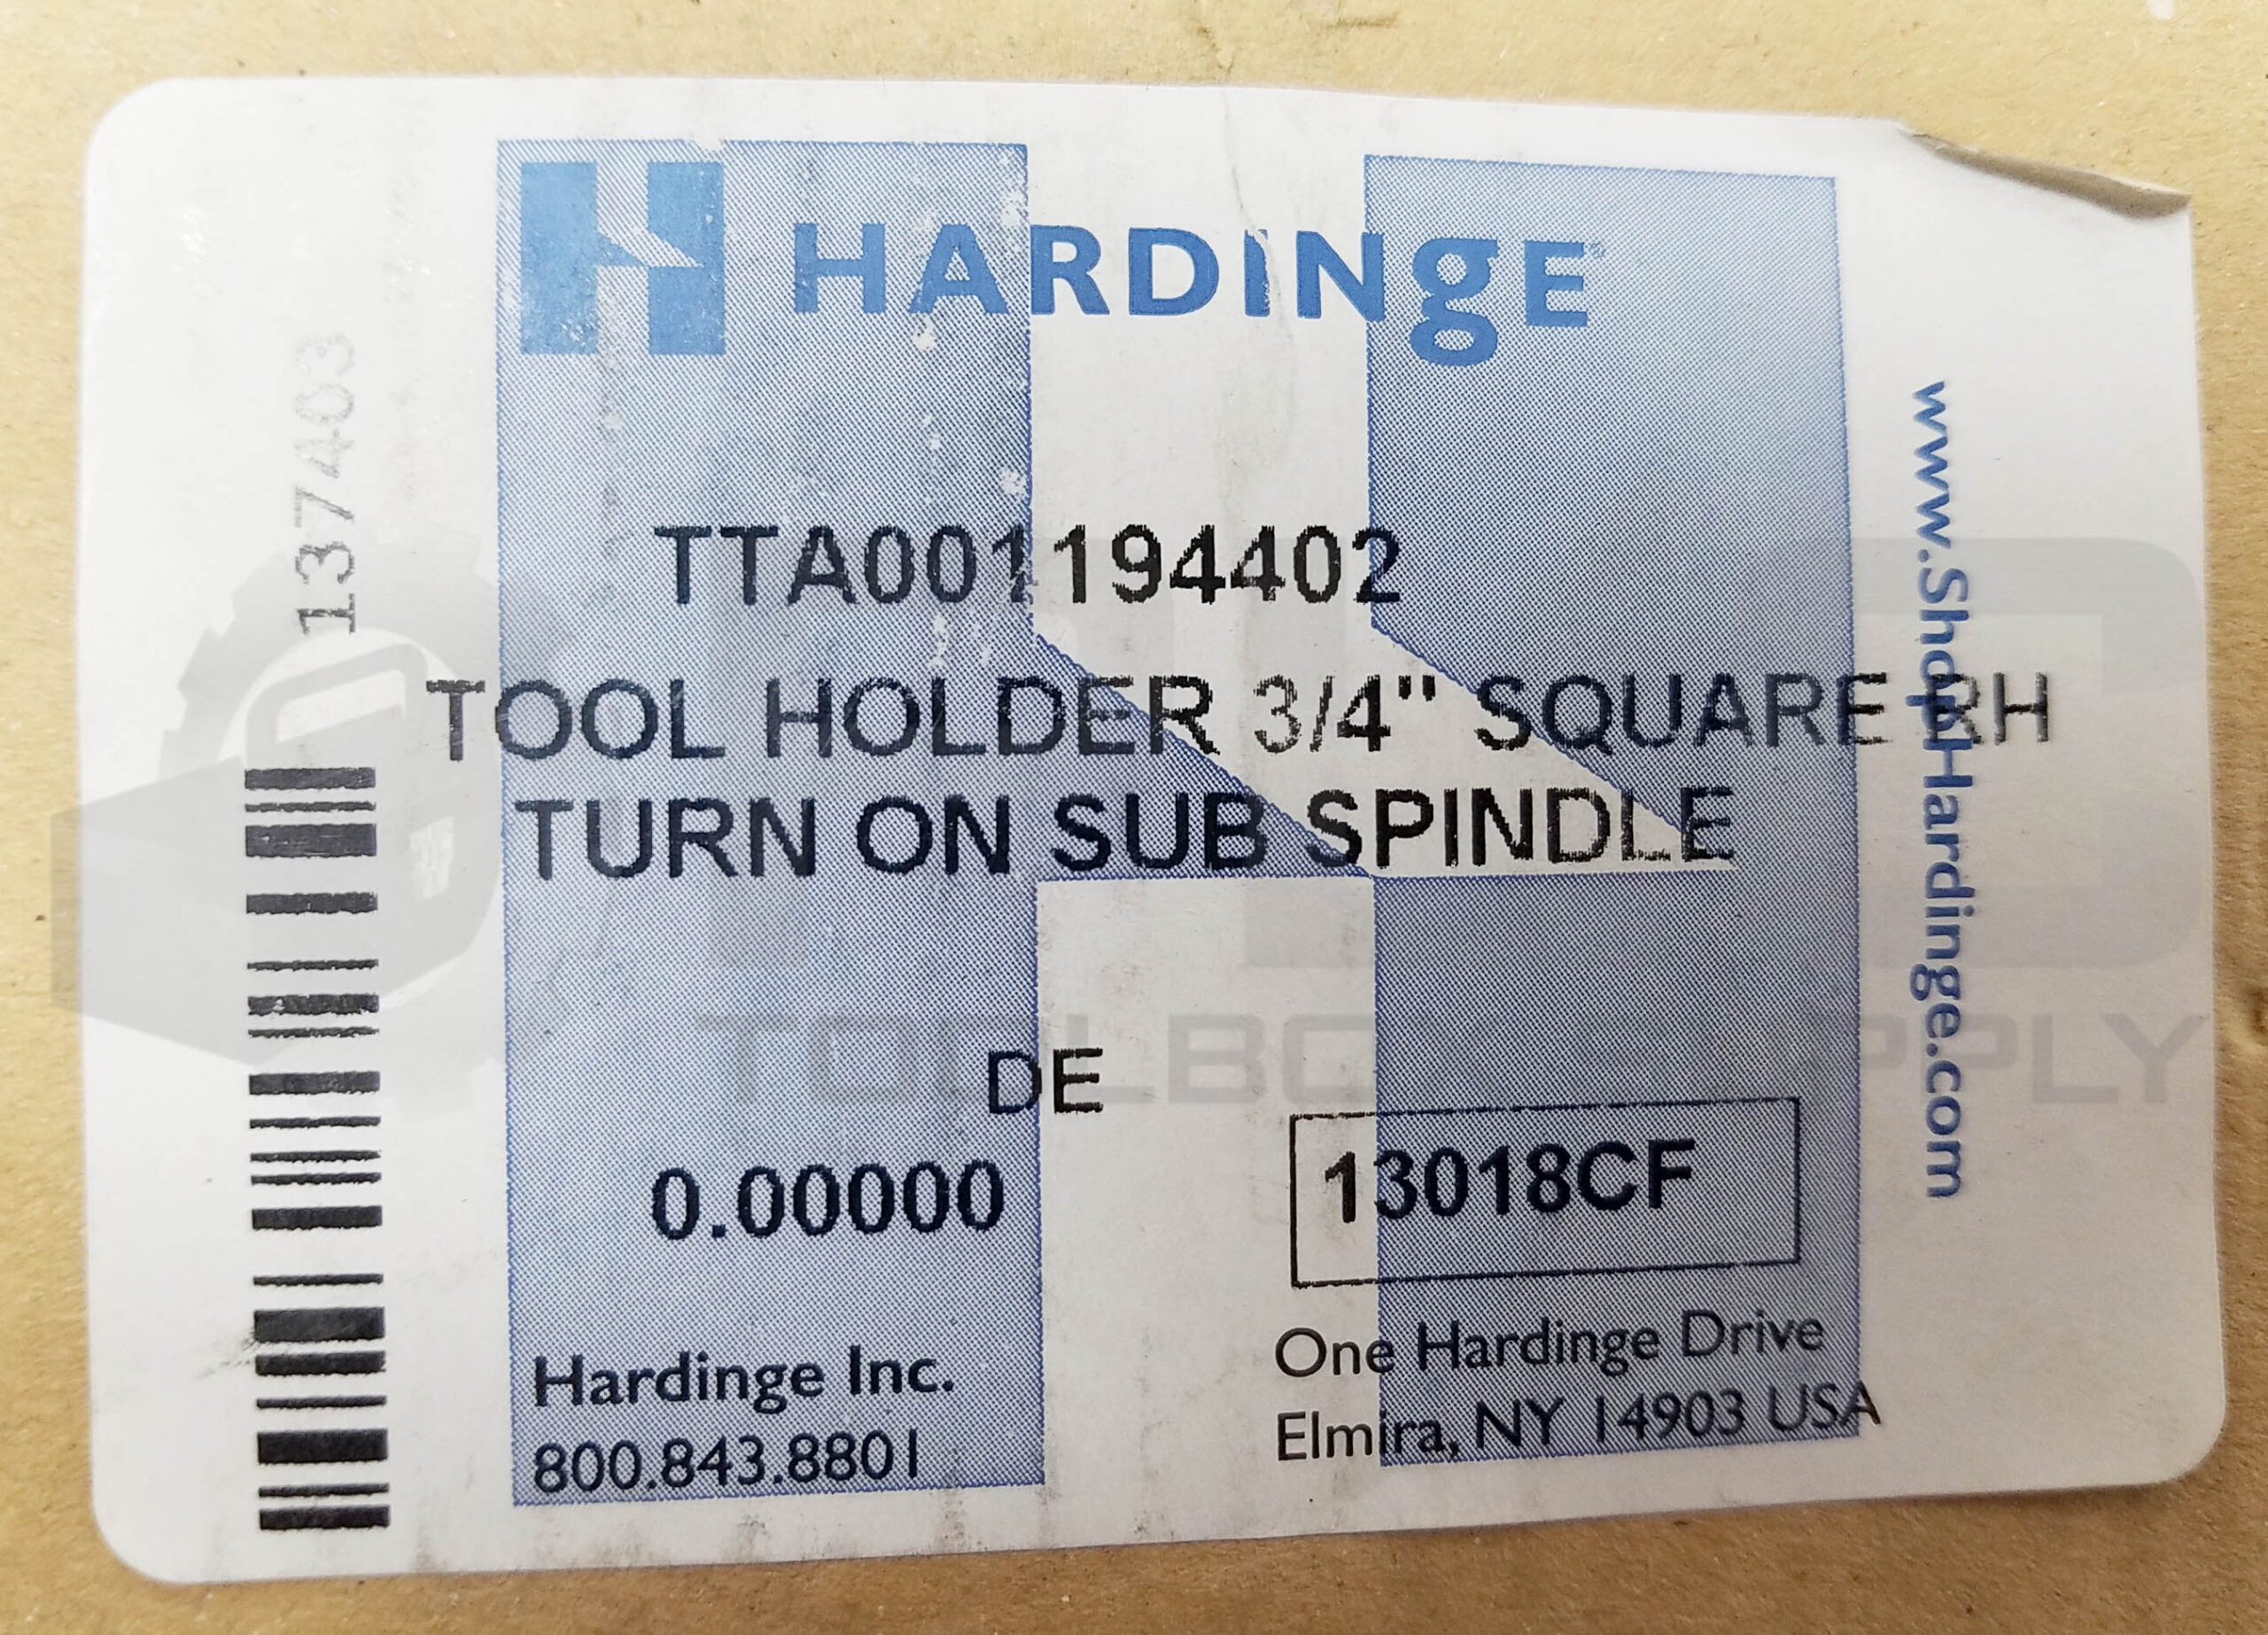 HARDINgE®
137403
TTA001194402
TOOL HOLDER 3/4" SQUARE RH
TURN ON SUB SPINDLE
DE
0.00000
13018CF
Hardinge Inc.
800.843.8801
One Hardinge Drive
Elmira, NY 14903 USA
www.ShopHardinge.com